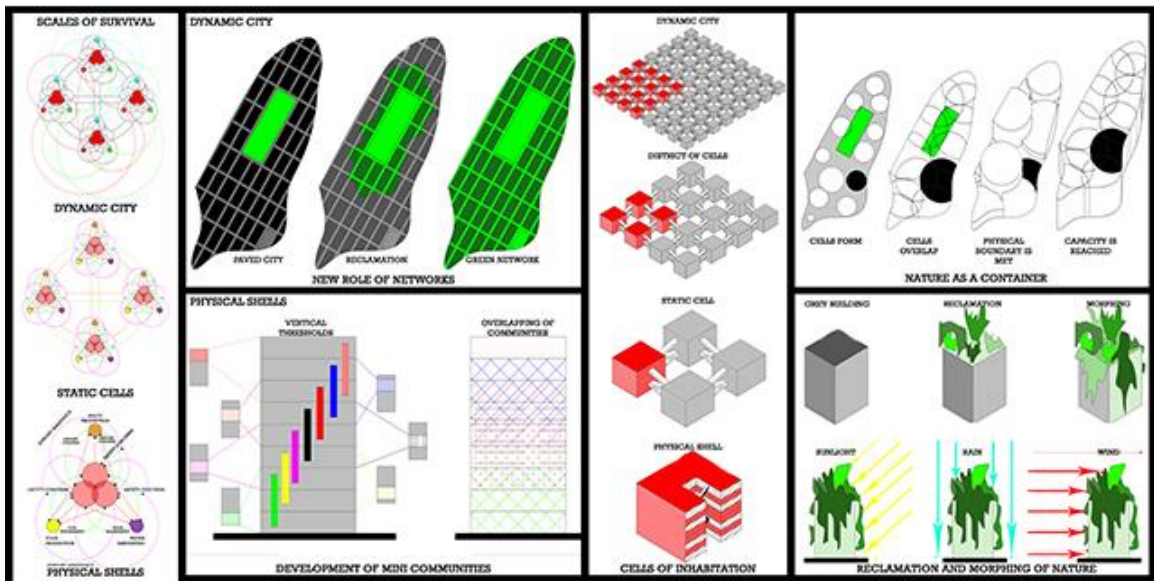 SCALES OF SURVIVAL
DYNAMIC CITY
STATIC CELLS
PHYSICAL SHELLS
DYNAMIC CITY
PAVED CITY
RECLAMATION
GREEN NETWORK
NEW ROLE OF NETWORKS
PHYSICAL SHELLS
VERTICAL
THRESHOLDS
OVERLAPPING OF
COMMUNITIES
DEVELOPMENT OF MINI COMMUNITIES
DYNAMIC CITY
DISTRICT OF CELLS
STATIC CELL
PHYSICAL SHELL
CELLS OF INHABITATION
CELLS FORM
CELLS
OVERLAP
PHYSICAL
BOUNDARY IS
MET
CAPACITY IS
REACHED
NATURE AS A CONTAINER
GREY BUILDING
RECLAMATION
MORPHING
SUNLIGHT
RAIN
WIND
RECLAMATION AND MORPHING OF NATURE